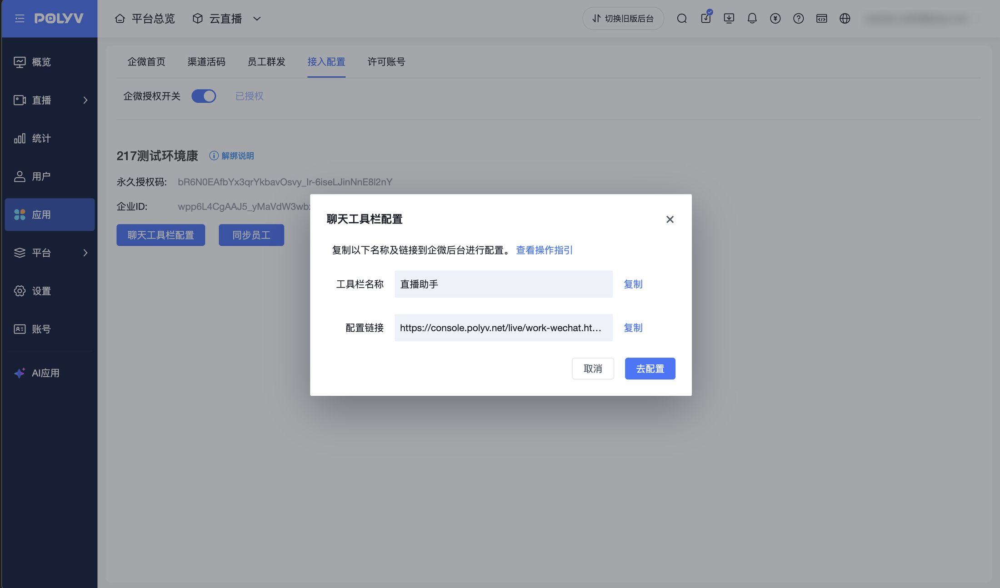 POLYV
平台总览
云直播
切换旧版后台
概览
直播
统计
用户
应用
平台
设置
账号
AI应用
企微首页
渠道活码
员工群发
接入配置
许可账号
企微授权开关
已授权
217测试环境康
解绑说明
永久授权码:
bR6N0EAfbYx3qrYkbavOsvy_Ir-6iseLJinNnE8l2nY
企业ID:
wpp6L4CgAAJ5_yMaVdW3wb
聊天工具栏配置
同步员工
聊天工具栏配置
复制以下名称及链接到企微后台进行配置。 查看操作指引
工具栏名称
直播助手
复制
配置链接
https://console.polyv.net/live/work-wechat.ht...
复制
取消
去配置